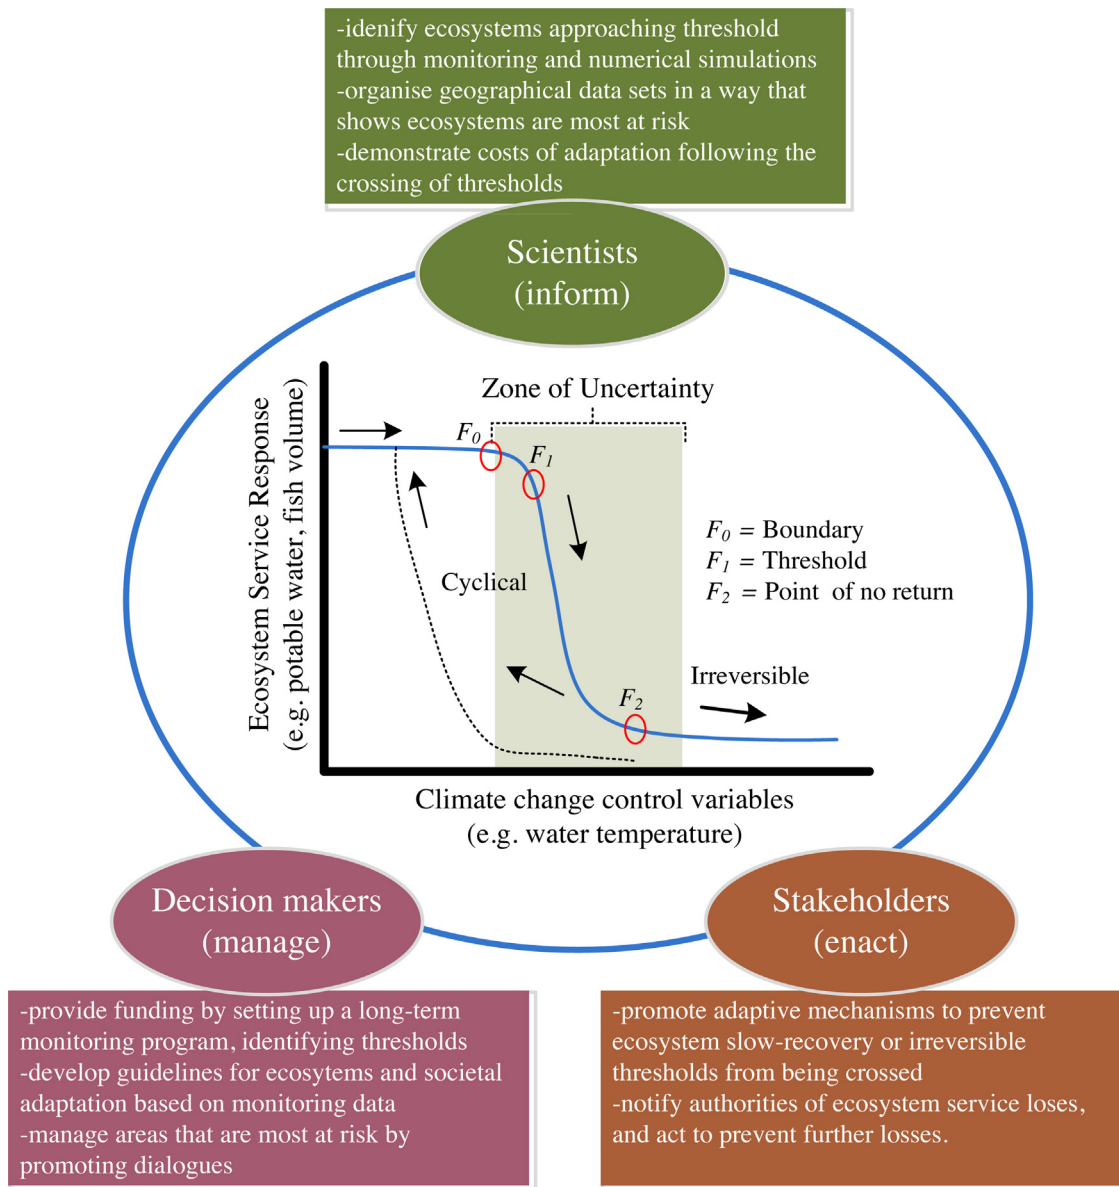 -idenify ecosystems approaching threshold
through monitoring and numerical simulations
-organise geographical data sets in a way that
shows ecosystems are most at risk
-demonstrate costs of adaptation following the
crossing of thresholds
Scientists
(inform)
Ecosystem Service Response
(e.g. potable water, fish volume)
Zone of Uncertainty
F0
F1
Cyclical
F0 = Boundary
F1 = Threshold
F2 = Point of no return
Irreversible
F2
Climate change control variables
(e.g. water temperature)
Decision makers
(manage)
-provide funding by setting up a long-term
monitoring program, identifying thresholds
-develop guidelines for ecosytems and societal
adaptation based on monitoring data
-manage areas that are most at risk by
promoting dialogues
Stakeholders
(enact)
-promote adaptive mechanisms to prevent
ecosystem slow-recovery or irreversible
thresholds from being crossed
-notify authorities of ecosystem service loses,
and act to prevent further losses.